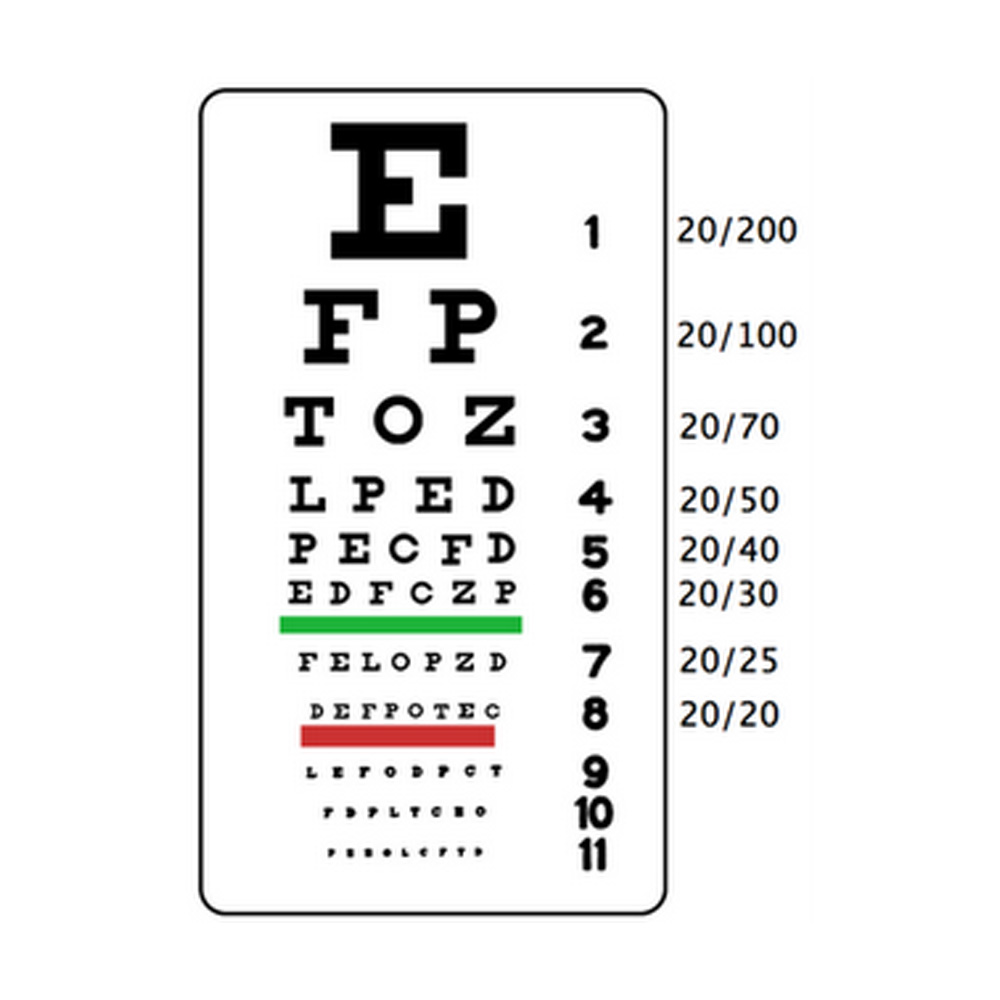 E 1 20/200
F P 2 20/100
T O Z 3 20/70
L P E D 4 20/50
P E C F D 5 20/40
E D F C Z P 6 20/30
F E L O P Z D 7 20/25
D E F P O T E C 8 20/20
L E F O D P C T 9
F D P L T C E O 10
11